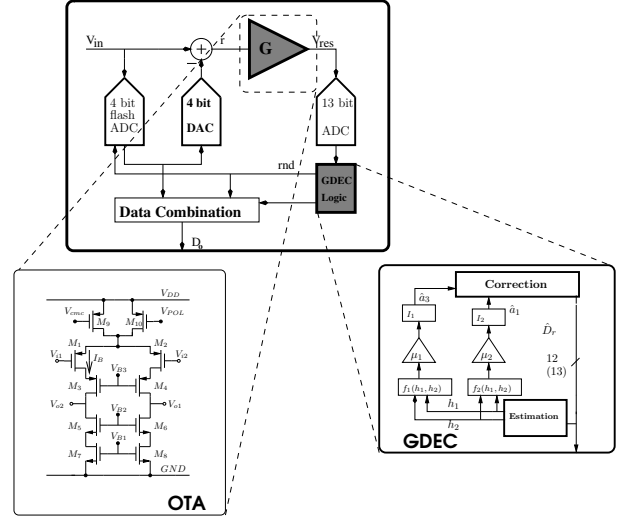 V_in
r
G
V_res
+
−
4 bit
flash
ADC
4 bit
DAC
13 bit
ADC
rnd
GDEC
Logic
Data Combination
D_o
V_DD
V_cmc
M_9
M_10
V_POL
M_1
M_2
V_i1
I_B
V_i2
M_3
V_B3
M_4
V_o2
V_o1
V_B2
M_5
M_6
V_B1
M_7
M_8
GND
OTA
Correction
â_3
â_1
I_1
I_2
D̂_r
μ_1
μ_2
12
(13)
f_1(h_1, h_2)
f_2(h_1, h_2)
h_1
h_2
Estimation
GDEC